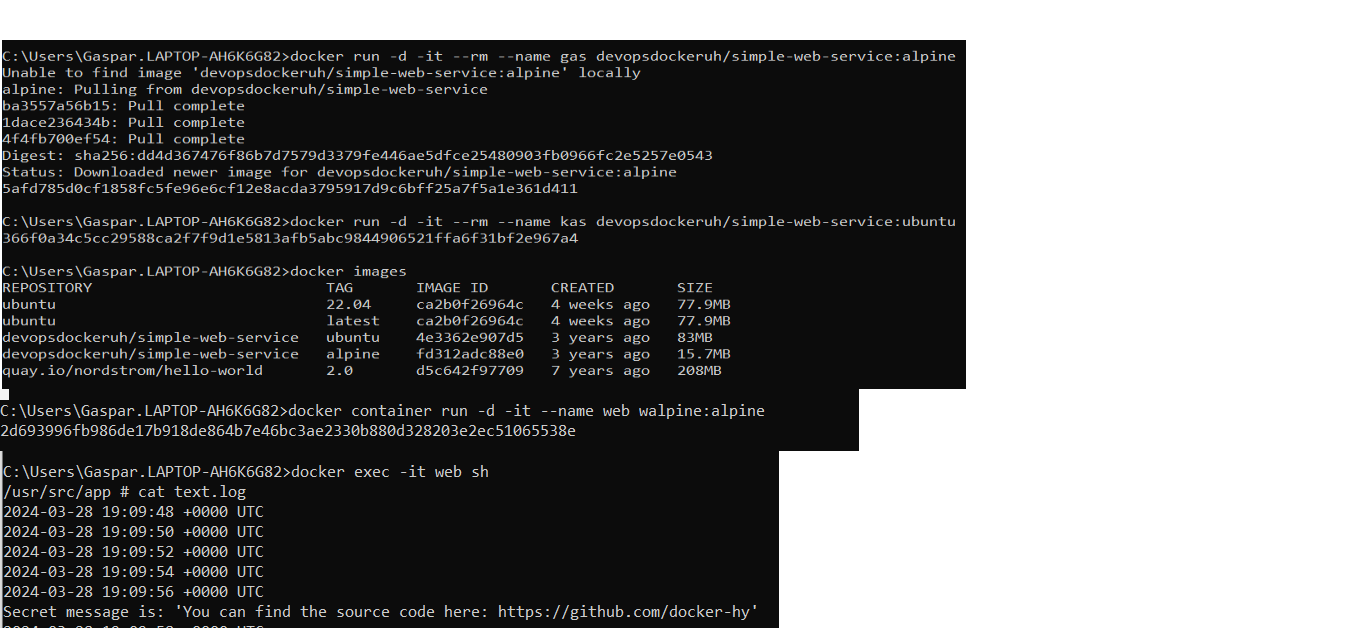 C:\Users\Gaspar.LAPTOP-AH6K6G82>docker run -d -it --rm --name gas devopsdockeruh/simple-web-service:alpine
Unable to find image 'devopsdockeruh/simple-web-service:alpine' locally
alpine: Pulling from devopsdockeruh/simple-web-service
ba3557a56b15: Pull complete
1dace236434b: Pull complete
4f4fb700ef54: Pull complete
Digest: sha256:dd4d367476f86b7d7579d3379fe446ae5dfce25480903fb0966fc2e5257e0543
Status: Downloaded newer image for devopsdockeruh/simple-web-service:alpine
5afd785d0cf1858fc5fe96e6cf12e8acda3795917d9c6bff25a7f5a1e361d411
C:\Users\Gaspar.LAPTOP-AH6K6G82>docker run -d -it --rm --name kas devopsdockeruh/simple-web-service:ubuntu
366f0a34c5cc29588ca2f7f9d1e5813afb5abc9844906521ffa6f31bf2e967a4
C:\Users\Gaspar.LAPTOP-AH6K6G82>docker images
REPOSITORY TAG IMAGE ID CREATED SIZE
ubuntu 22.04 ca2b0f26964c 4 weeks ago 77.9MB
ubuntu latest ca2b0f26964c 4 weeks ago 77.9MB
devopsdockeruh/simple-web-service ubuntu 4e3362e907d5 3 years ago 83MB
devopsdockeruh/simple-web-service alpine fd312adc88e0 3 years ago 15.7MB
quay.io/nordstrom/hello-world 2.0 d5c642f97709 7 years ago 208MB
C:\Users\Gaspar.LAPTOP-AH6K6G82>docker container run -d -it --name web walpine:alpine
2d693996fb986de17b918de864b7e46bc3ae2330b880d328203e2ec51065538e
C:\Users\Gaspar.LAPTOP-AH6K6G82>docker exec -it web sh
/usr/src/app # cat text.log
2024-03-28 19:09:48 +0000 UTC
2024-03-28 19:09:50 +0000 UTC
2024-03-28 19:09:52 +0000 UTC
2024-03-28 19:09:54 +0000 UTC
2024-03-28 19:09:56 +0000 UTC
Secret message is: 'You can find the source code here: https://github.com/docker-hy'